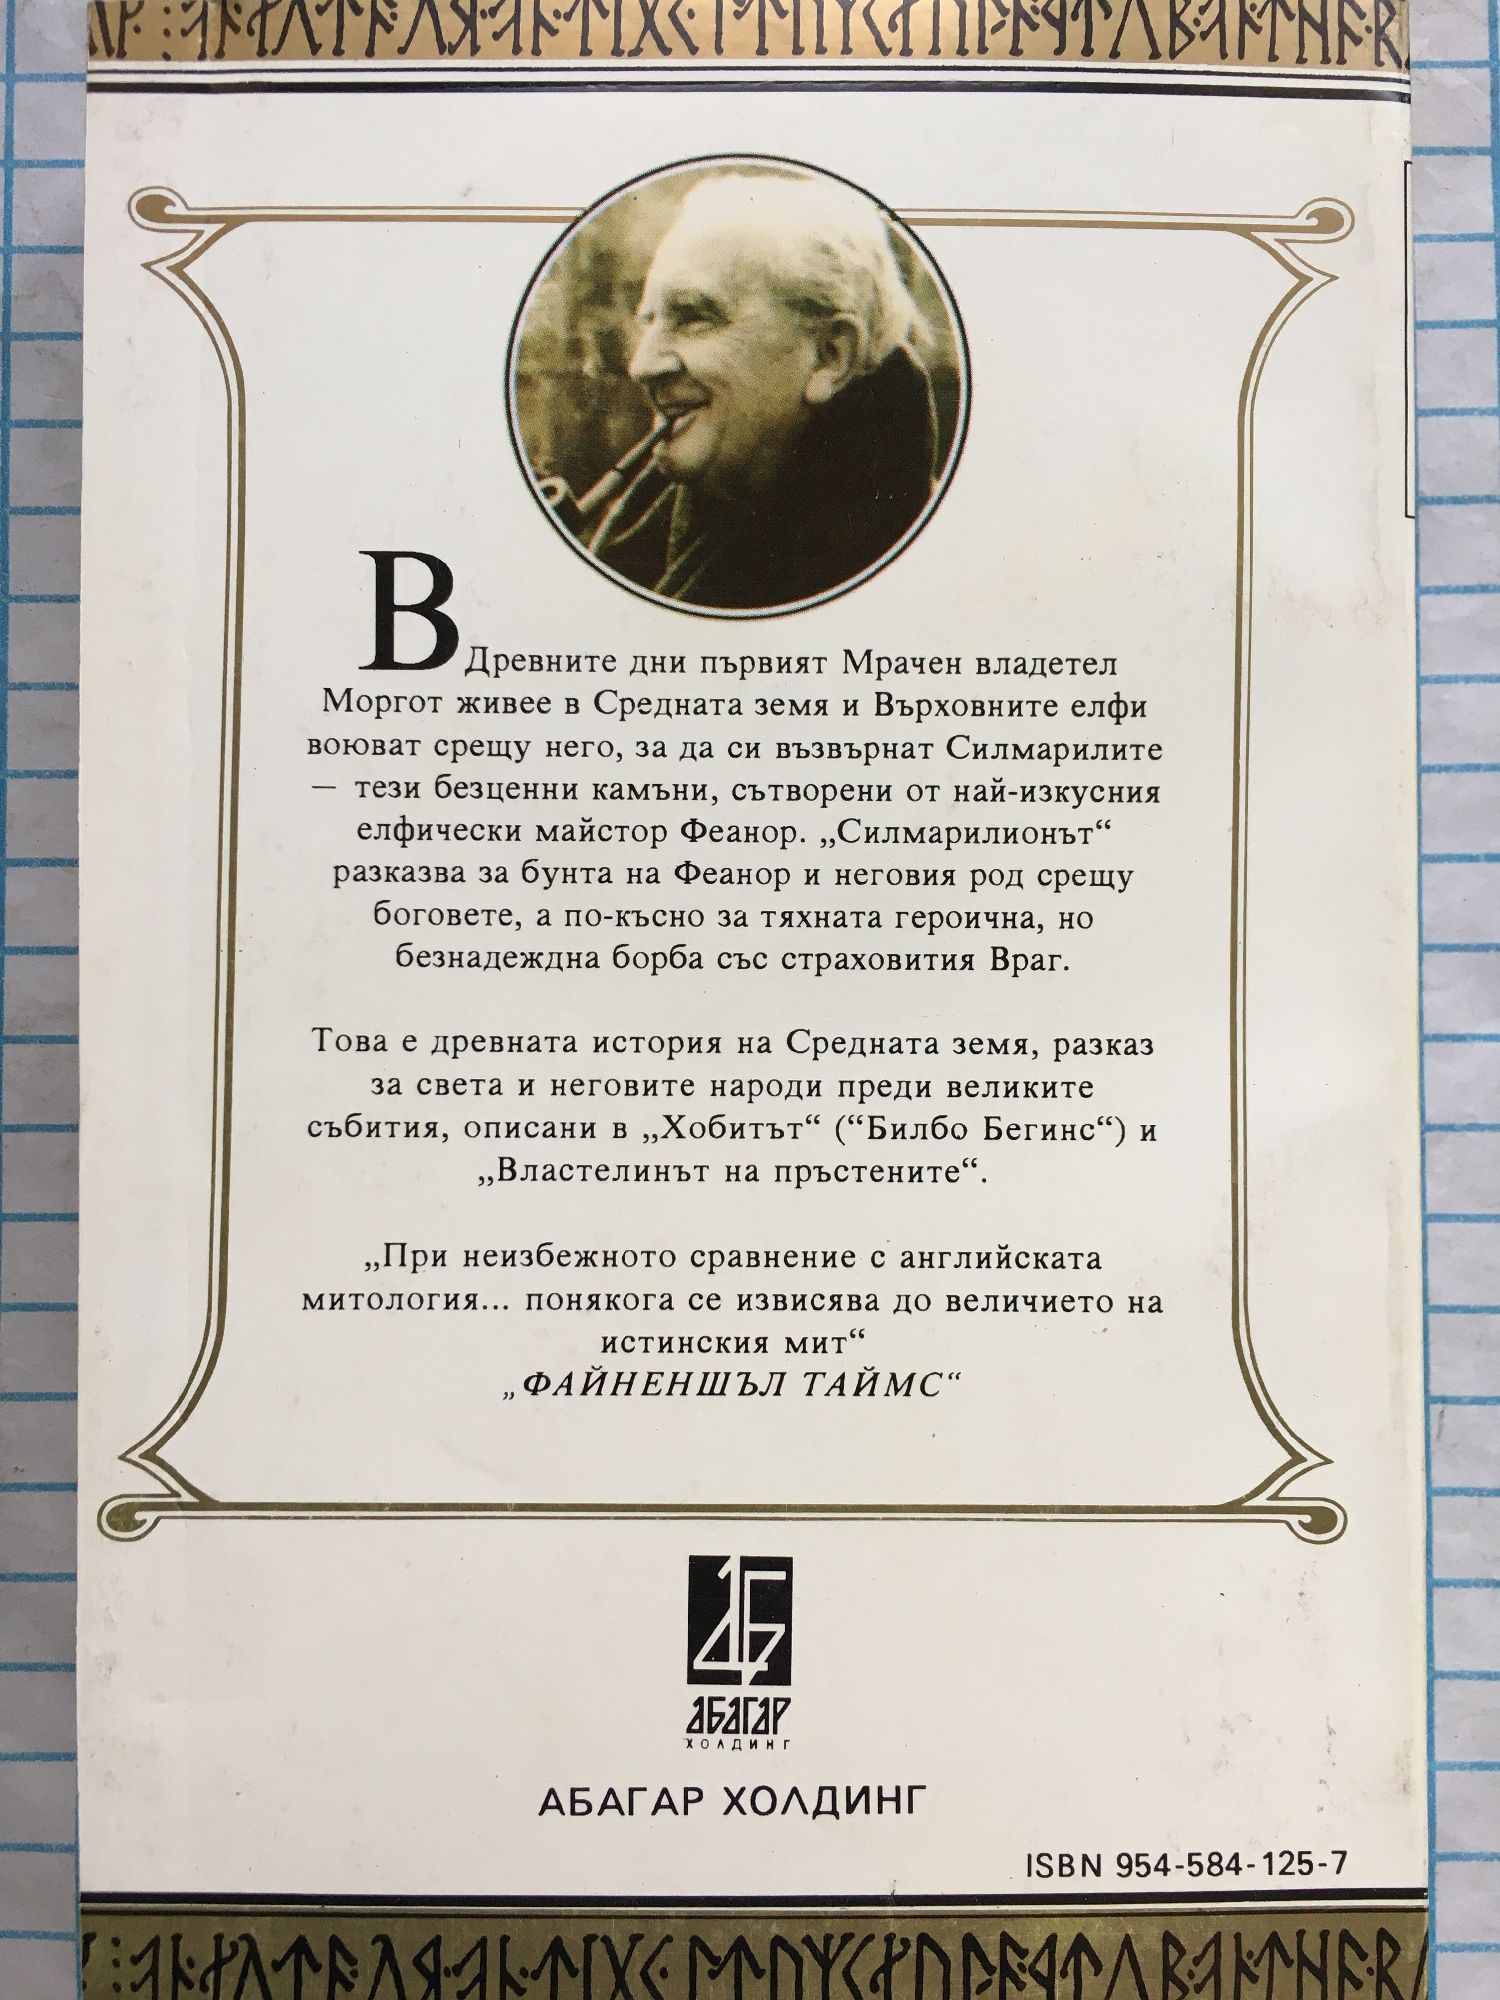 В Древните дни първият Мрачен владетел
Моргот живее в Средната земя и Върховните елфи
воюват срещу него, за да си възвърнат Силмарилите
— тези безценни камъни, сътворени от най-изкусния
елфически майстор Феанор. „Силмарилионът“
разказва за бунта на Феанор и неговия род срещу
боговете, а по-късно за тяхната героична, но
безнадеждна борба със страховития Враг.
Това е древната история на Средната земя, разказ
за света и неговите народи преди великите
събития, описани в „Хобитът“ (“Билбо Бегинс“) и
„Властелинът на пръстените“.
„При неизбежното сравнение с английската
митология... понякога се извисява до величието на
истинския мит“
„ФАЙНЕНШЪЛ ТАЙМС“
АБАГАР
ХОЛДИНГ
АБАГАР ХОЛДИНГ
ISBN 954-584-125-7